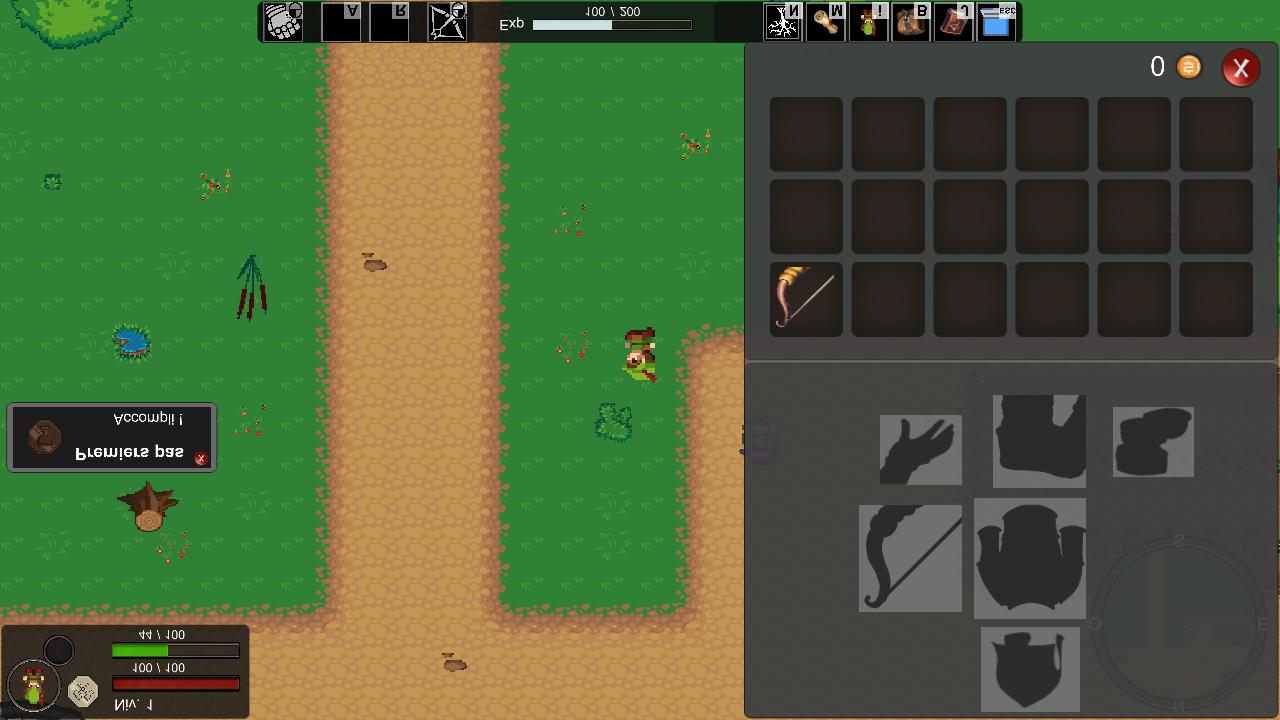 A
R
Exp
100 / 200
N
M
I
B
J
ESC
0
X
Premiers pas
Accompli !
Niv. 1
100 / 100
44 / 100
N
O
E
S